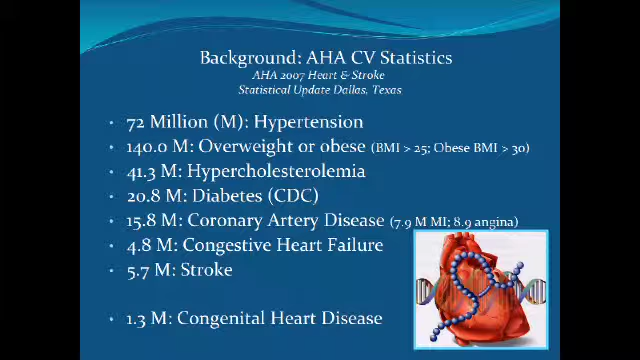 Background: AHA CV Statistics
AHA 2007 Heart & Stroke
Statistical Update Dallas, Texas
• 72 Million (M): Hypertension
• 140.0 M: Overweight or obese (BMI > 25; Obese BMI > 30)
• 41.3 M: Hypercholesterolemia
• 20.8 M: Diabetes (CDC)
• 15.8 M: Coronary Artery Disease (7.9 M MI; 8.9 angina)
• 4.8 M: Congestive Heart Failure
• 5.7 M: Stroke
• 1.3 M: Congenital Heart Disease